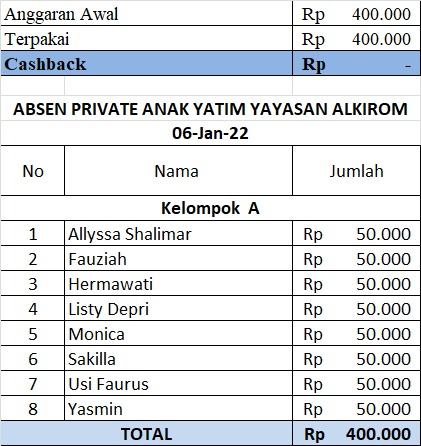 Anggaran Awal Rp 400.000
Terpakai Rp 400.000
Cashback Rp -
ABSEN PRIVATE ANAK YATIM YAYASAN ALKIROM
06-Jan-22
No Nama Jumlah
Kelompok A
1 Allyssa Shalimar Rp 50.000
2 Fauziah Rp 50.000
3 Hermawati Rp 50.000
4 Listy Depri Rp 50.000
5 Monica Rp 50.000
6 Sakilla Rp 50.000
7 Usi Faurus Rp 50.000
8 Yasmin Rp 50.000
TOTAL Rp 400.000